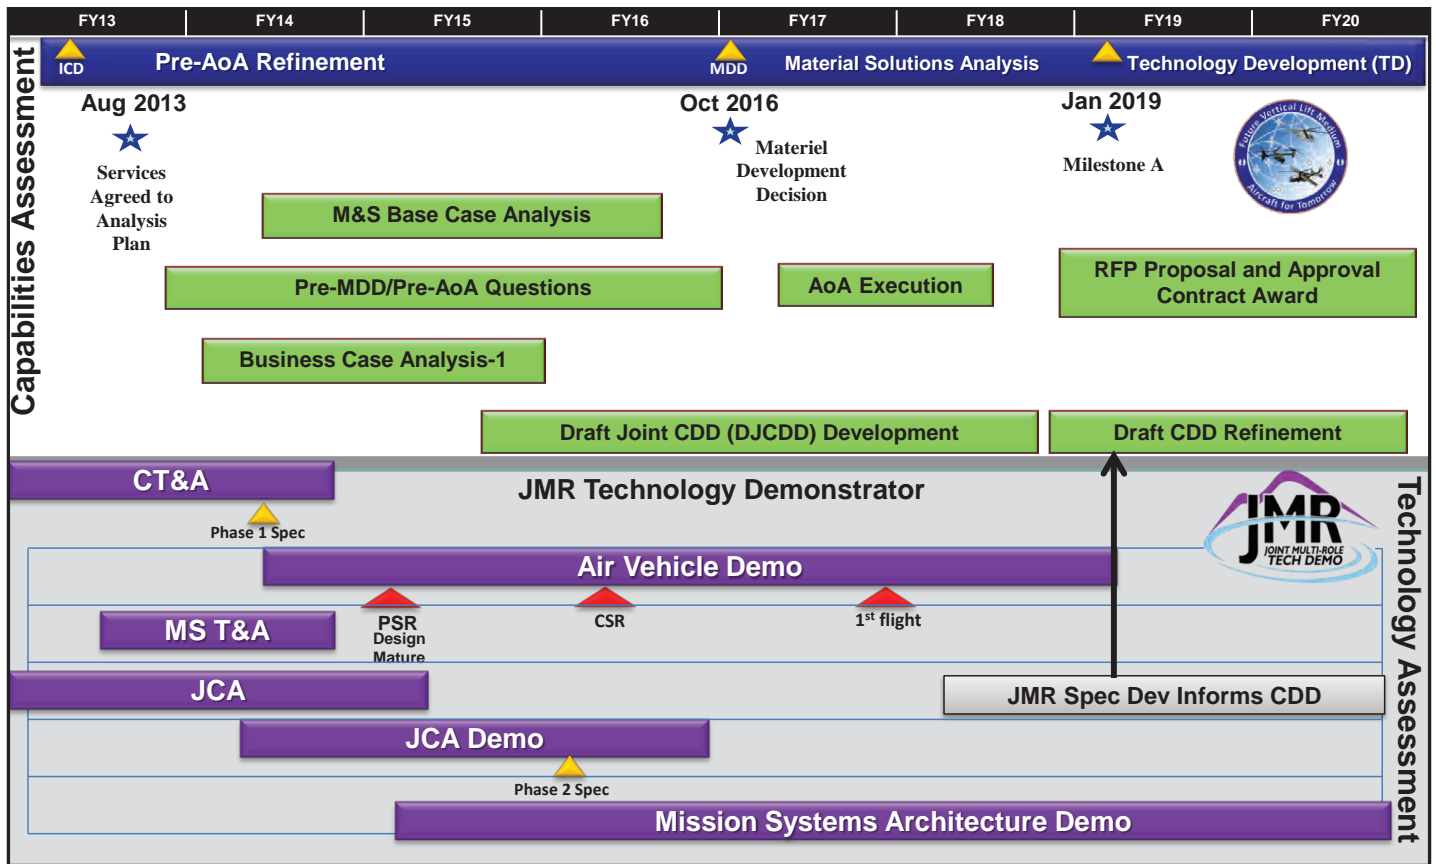 FY13 FY14 FY15 FY16 FY17 FY18 FY19 FY20
Capabilities Assessment
ICD
Pre-AoA Refinement
MDD
Material Solutions Analysis
Technology Development (TD)
Aug 2013
Oct 2016
Jan 2019
Services
Agreed to
Analysis
Plan
Materiel
Development
Decision
Milestone A
Future Vertical Lift Medium
Aircraft for Tomorrow
M&S Base Case Analysis
Pre-MDD/Pre-AoA Questions
AoA Execution
RFP Proposal and Approval
Contract Award
Business Case Analysis-1
Draft Joint CDD (DJCDD) Development
Draft CDD Refinement
Technology Assessment
CT&A
JMR Technology Demonstrator
JMR
JOINT MULTI-ROLE
TECH DEMO
Phase 1 Spec
Air Vehicle Demo
MS T&A
PSR
Design
Mature
CSR
1st flight
JCA
JMR Spec Dev Informs CDD
JCA Demo
Phase 2 Spec
Mission Systems Architecture Demo